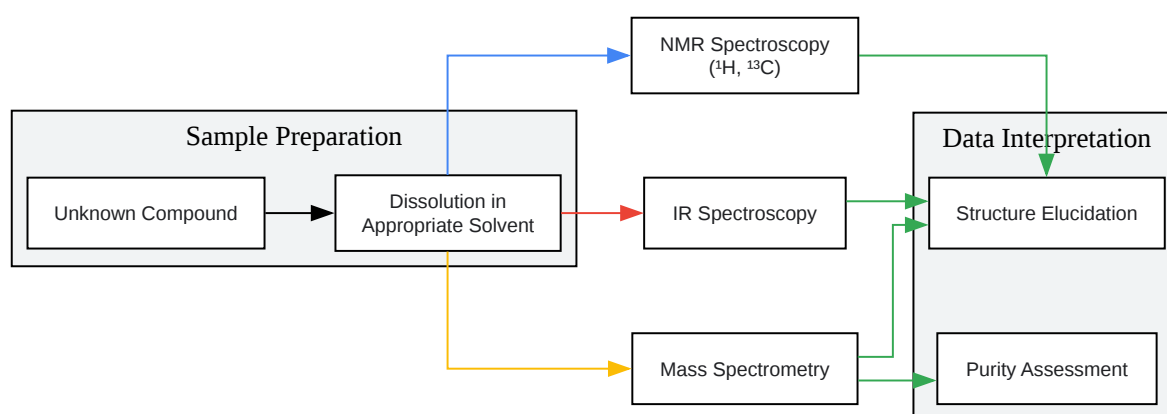 NMR Spectroscopy
(¹H, ¹³C)
Sample Preparation
Data Interpretation
Unknown Compound
Dissolution in
Appropriate Solvent
IR Spectroscopy
Structure Elucidation
Mass Spectrometry
Purity Assessment